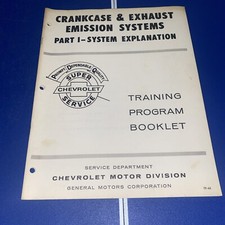 CRANKCASE & EXHAUST
EMISSION SYSTEMS
PART I—SYSTEM EXPLANATION
SUPER
CHEVROLET
SERVICE
TRAINING
PROGRAM
BOOKLET
SERVICE DEPARTMENT
CHEVROLET MOTOR DIVISION
GENERAL MOTORS CORPORATION